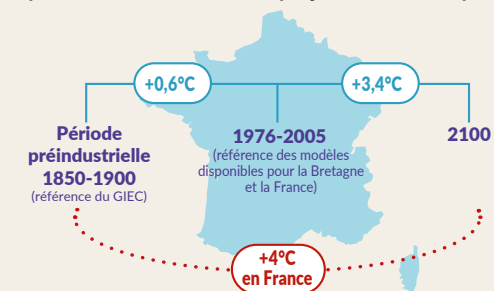 +0,6°C
+3,4°C
Période
préindustrielle
1850-1900
(référence du GIEC)
1976-2005
(référence des modèles
disponibles pour la Bretagne
et la France)
2100
+4°C
en France